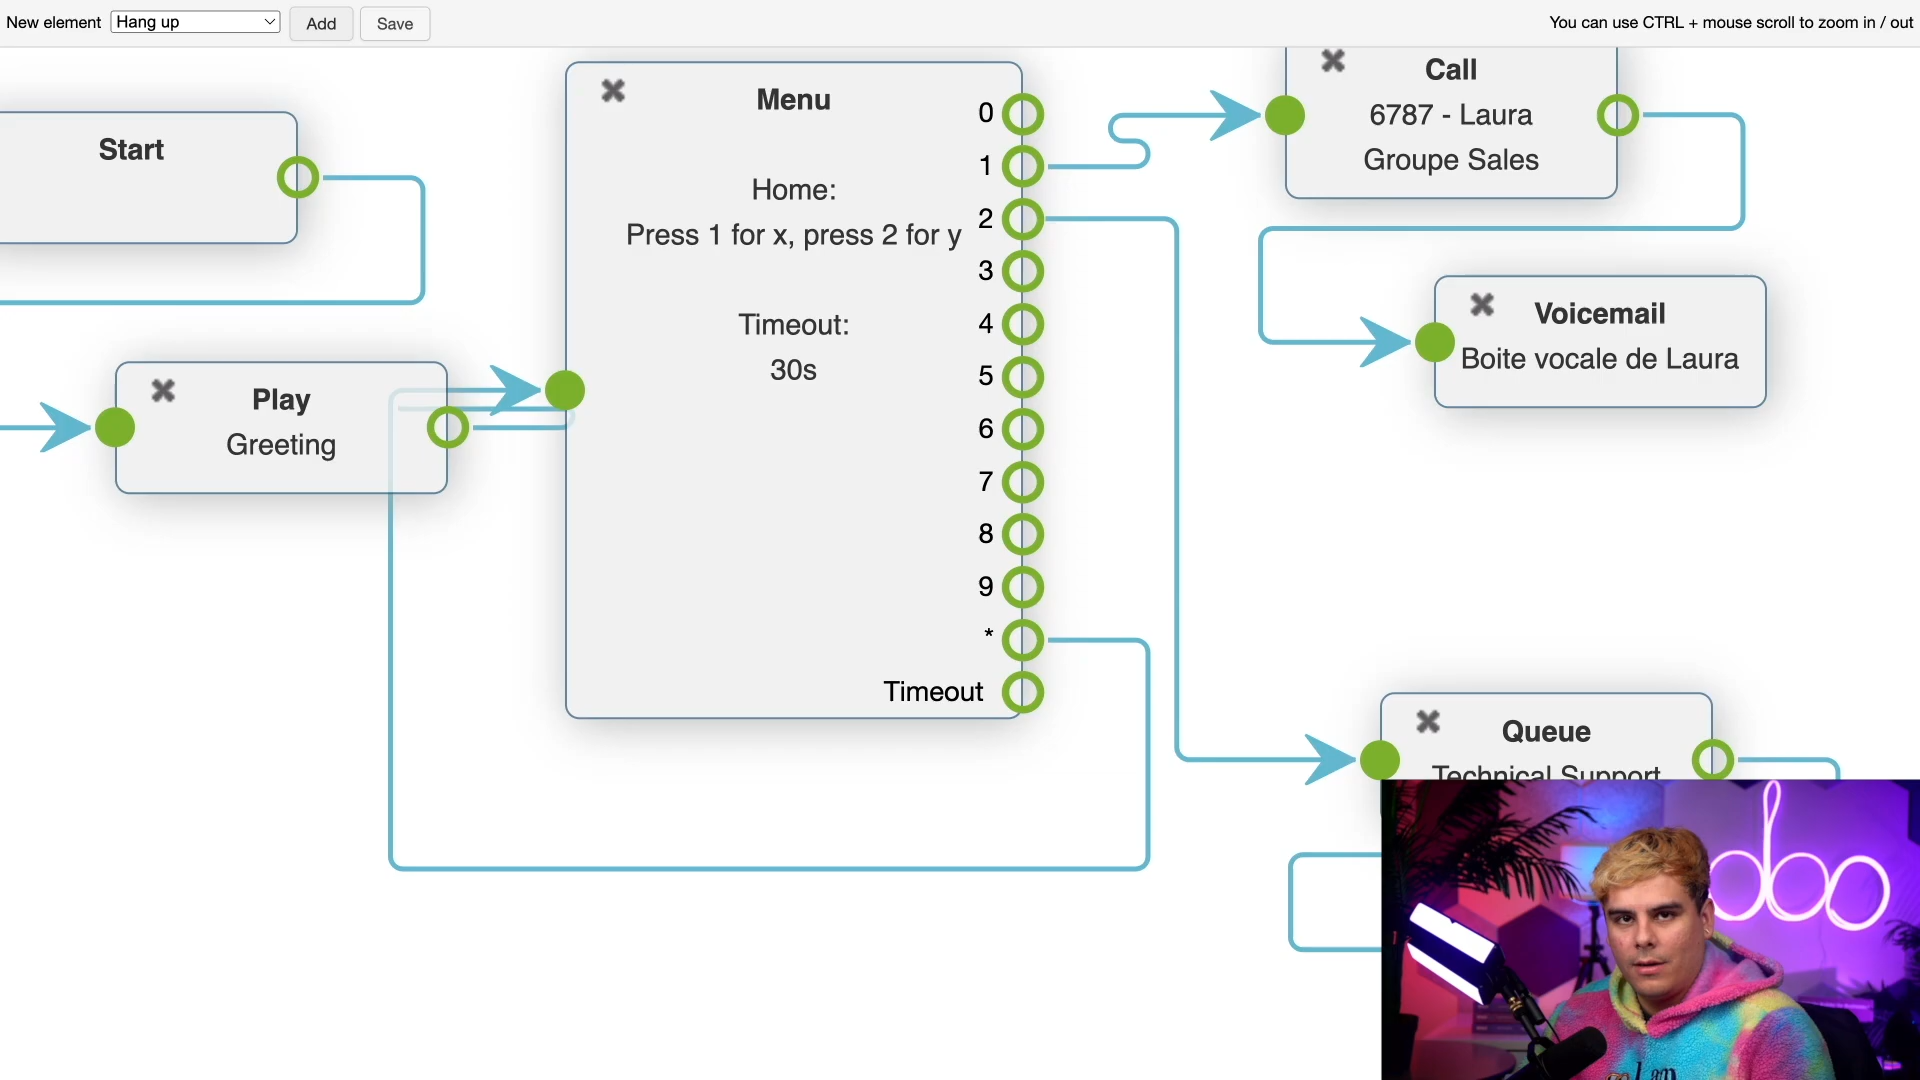 New element Hang up Add Save
You can use CTRL + mouse scroll to zoom in / out
Start
Play
Greeting
Menu
Home:
Press 1 for x, press 2 for y
Timeout:
30s
0
1
2
3
4
5
6
7
8
9
*
Timeout
Call
6787 - Laura
Groupe Sales
Voicemail
Boite vocale de Laura
Queue
Technical Support